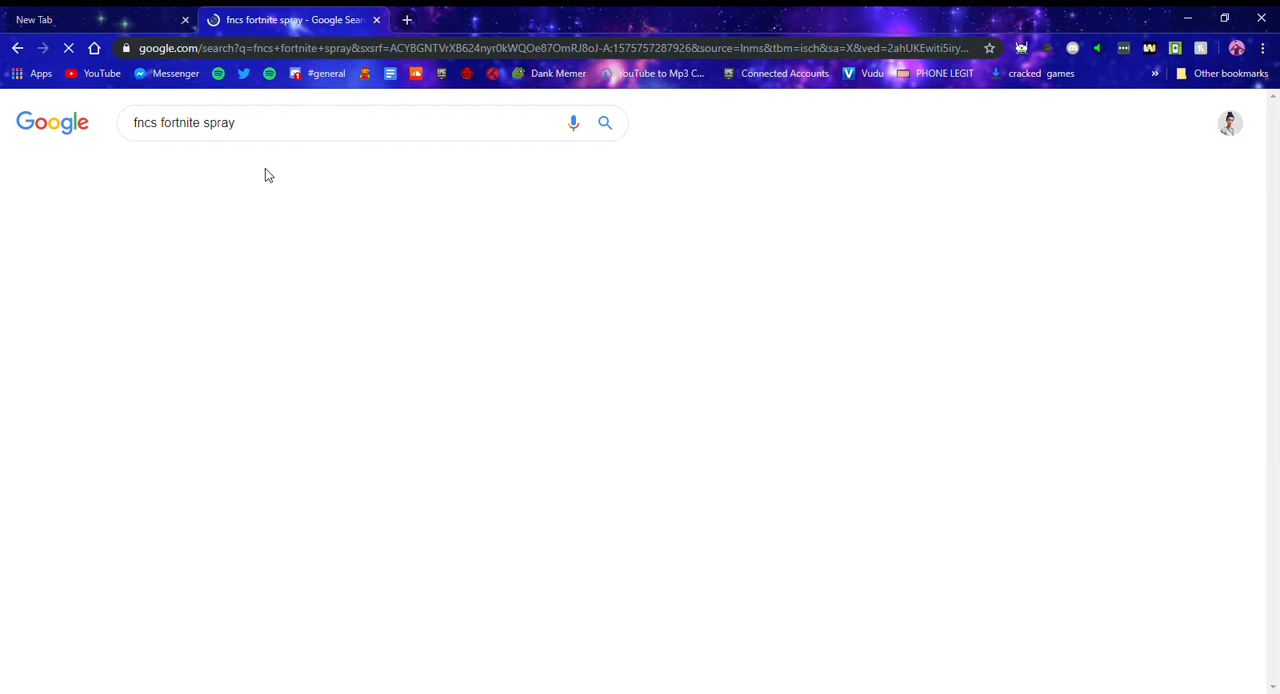 New Tab
fncs fortnite spray - Google Sear
google.com/search?q=fncs+fortnite+spray&sxsrf=ACYBGNTVrXB624nyr0kWQOe87OmRJ8oJ-A:1575757287926&source=lnms&tbm=isch&sa=X&ved=2ahUKEwiti5iry...
Apps YouTube Messenger #general Dank Memer YouTube to Mp3 C... Connected Accounts Vudu PHONE LEGIT cracked games » Other bookmarks
Google fncs fortnite spray